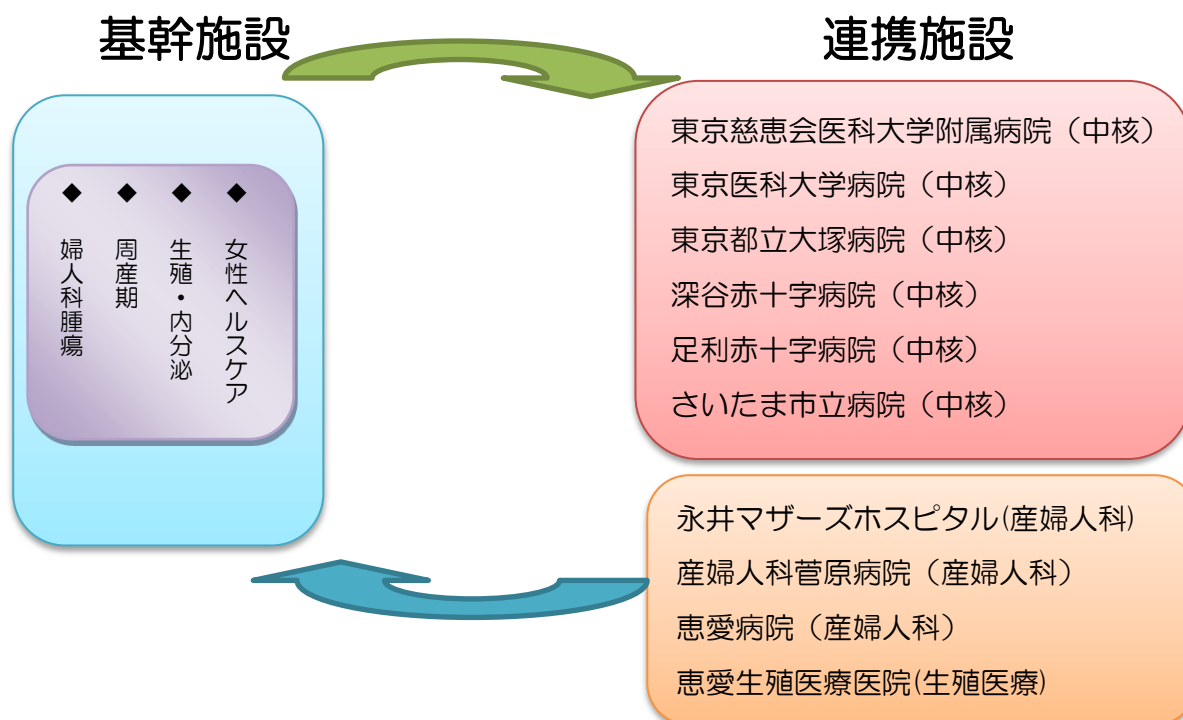 基幹施設
連携施設
◆ 婦人科腫瘍
◆ 周産期
◆ 生殖・内分泌
◆ 女性ヘルスケア
東京慈恵会医科大学附属病院（中核）
東京医科大学病院（中核）
東京都立大塚病院（中核）
深谷赤十字病院（中核）
足利赤十字病院（中核）
さいたま市立病院（中核）
永井マザーズホスピタル(産婦人科)
産婦人科菅原病院（産婦人科）
恵愛病院（産婦人科）
恵愛生殖医療医院(生殖医療)